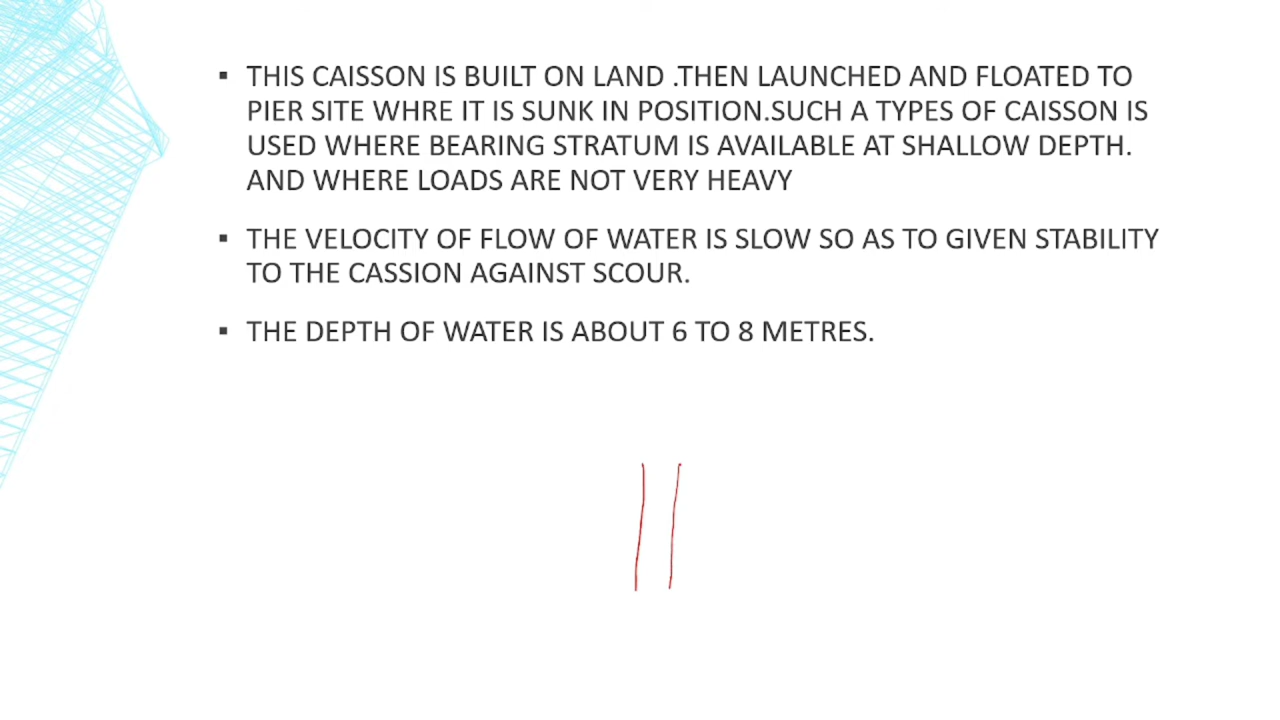 ▪ THIS CAISSON IS BUILT ON LAND .THEN LAUNCHED AND FLOATED TO
PIER SITE WHRE IT IS SUNK IN POSITION.SUCH A TYPES OF CAISSON IS
USED WHERE BEARING STRATUM IS AVAILABLE AT SHALLOW DEPTH.
AND WHERE LOADS ARE NOT VERY HEAVY
▪ THE VELOCITY OF FLOW OF WATER IS SLOW SO AS TO GIVEN STABILITY
TO THE CASSION AGAINST SCOUR.
▪ THE DEPTH OF WATER IS ABOUT 6 TO 8 METRES.